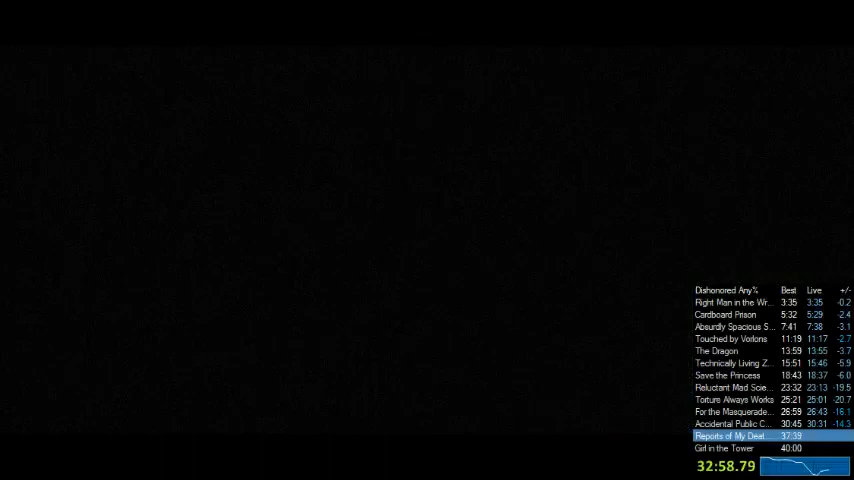 Dishonored Any% Best Live +/-
Right Man in the Wr... 3:35 3:35 -0.2
Cardboard Prison 5:32 5:29 -2.4
Absurdly Spacious S... 7:41 7:38 -3.1
Touched by Vorlons 11:19 11:17 -2.7
The Dragon 13:59 13:55 -3.7
Technically Living Z... 15:51 15:46 -5.9
Save the Princess 18:43 18:37 -6.0
Reluctant Mad Scie... 23:32 23:13 -19.5
Torture Always Works 25:21 25:01 -20.7
For the Masquerade... 26:59 26:43 -16.1
Accidental Public C... 30:45 30:31 -14.3
Reports of My Deat... 37:39
Girl in the Tower 40:00
32:58.79